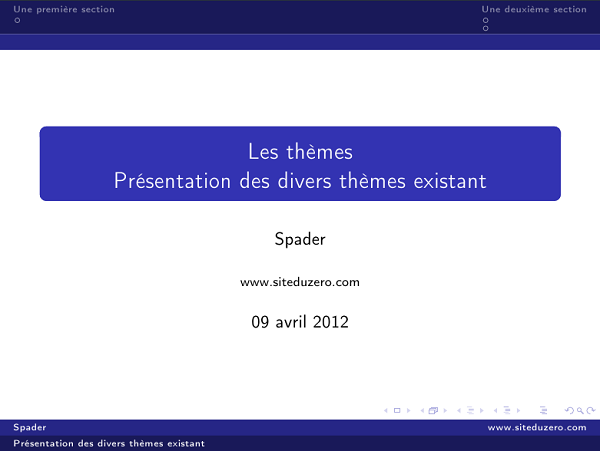 Une première section
Une deuxième section
Les thèmes
Présentation des divers thèmes existant
Spader
www.siteduzero.com
09 avril 2012
Spader
www.siteduzero.com
Présentation des divers thèmes existant